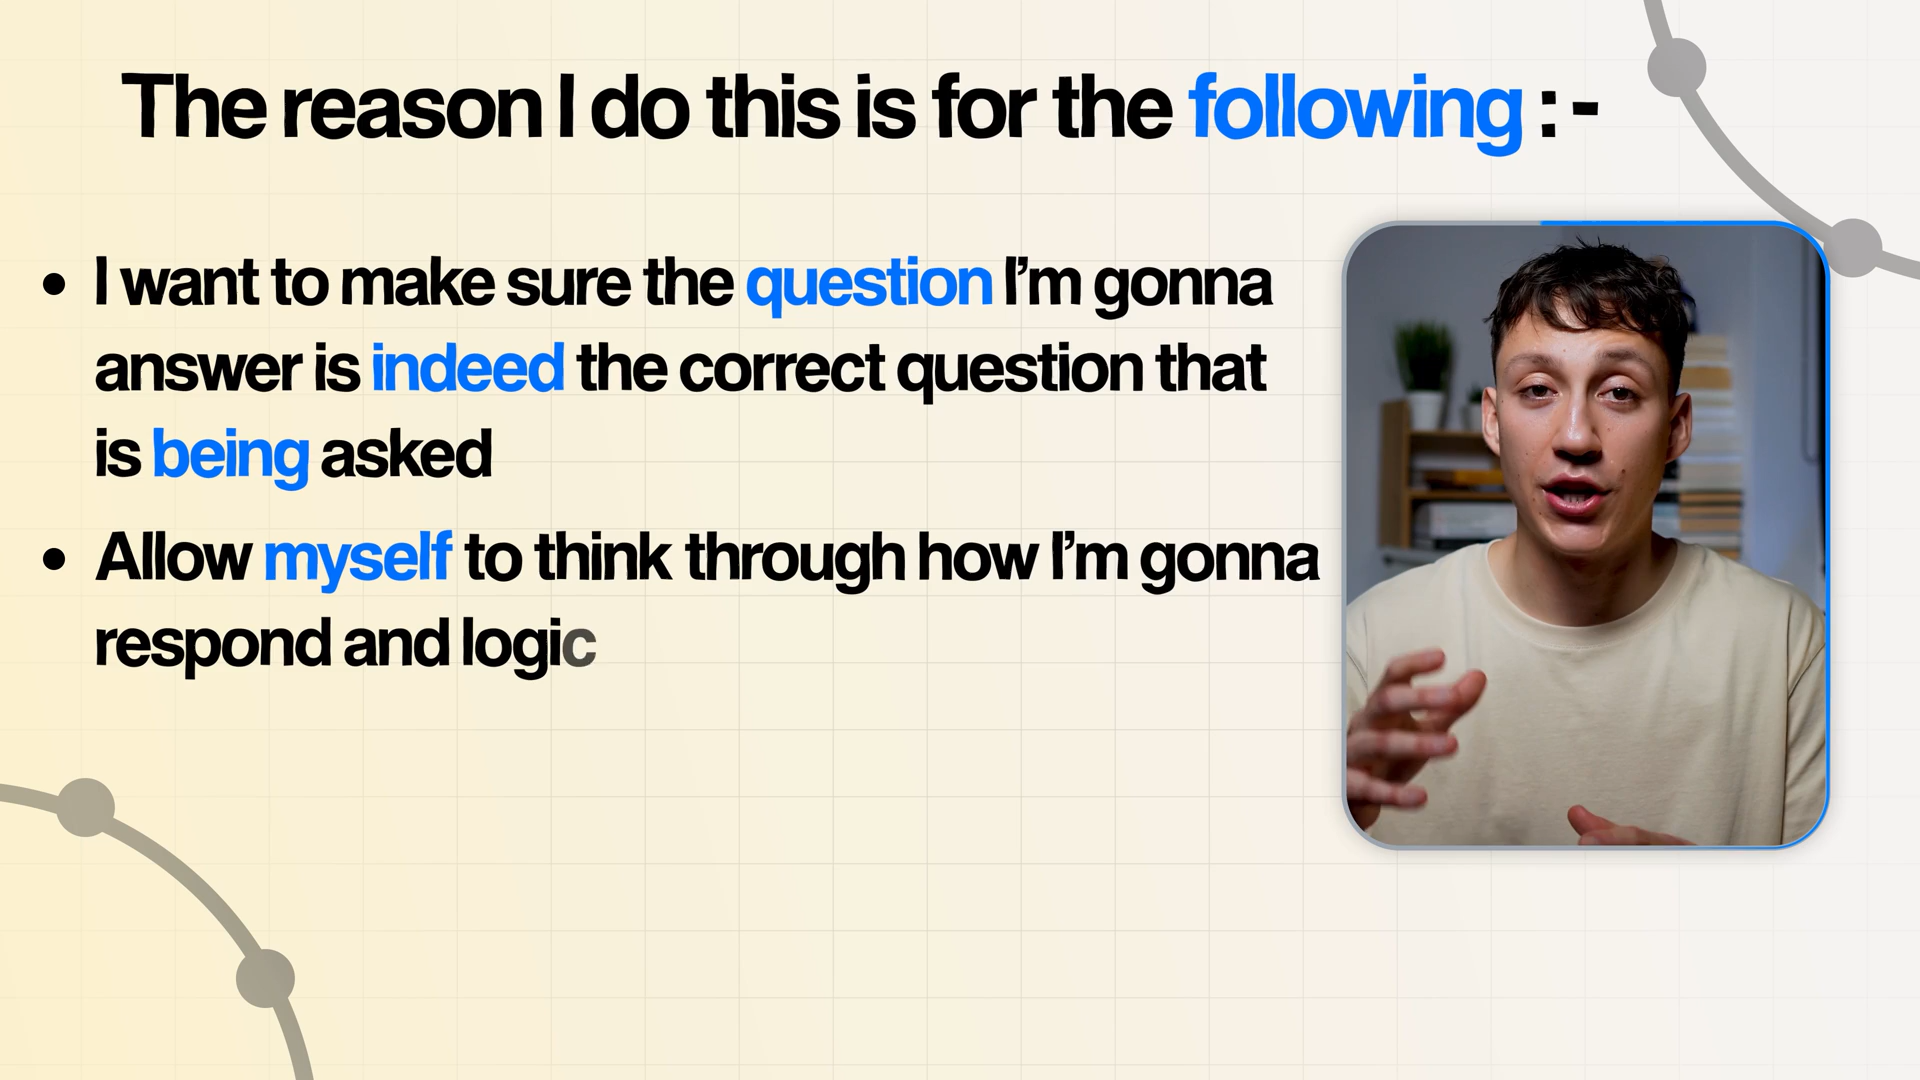 The reason I do this is for the following :-
• I want to make sure the question I’m gonna
answer is indeed the correct question that
is being asked
• Allow myself to think through how I’m gonna
respond and logic